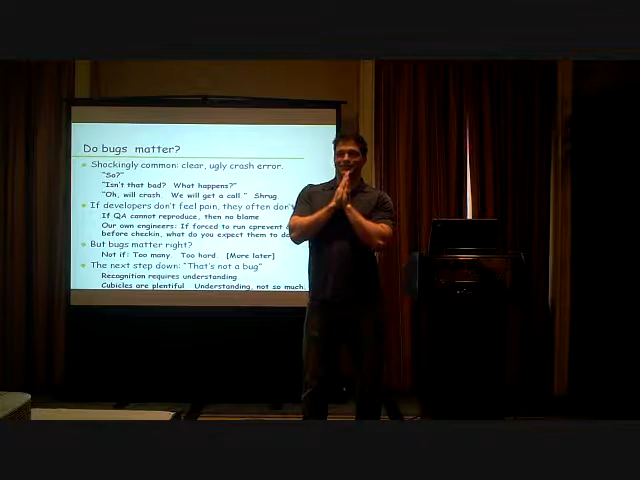 Do bugs matter?
Shockingly common: clear, ugly crash error.
"So?"
"Isn't that bad? What happens?"
"Oh, will crash. We will get a call." Shrug
If developers don't feel pain, they often don't
If QA cannot reproduce, then no blame.
Our own engineers: If forced to run cprevent
before checkin, what do you expect them to do
But bugs matter right?
Not if: Too many. Too hard. [More later]
The next step down: "That's not a bug"
Recognition requires understanding.
Cubicles are plentiful Understanding, not so much.